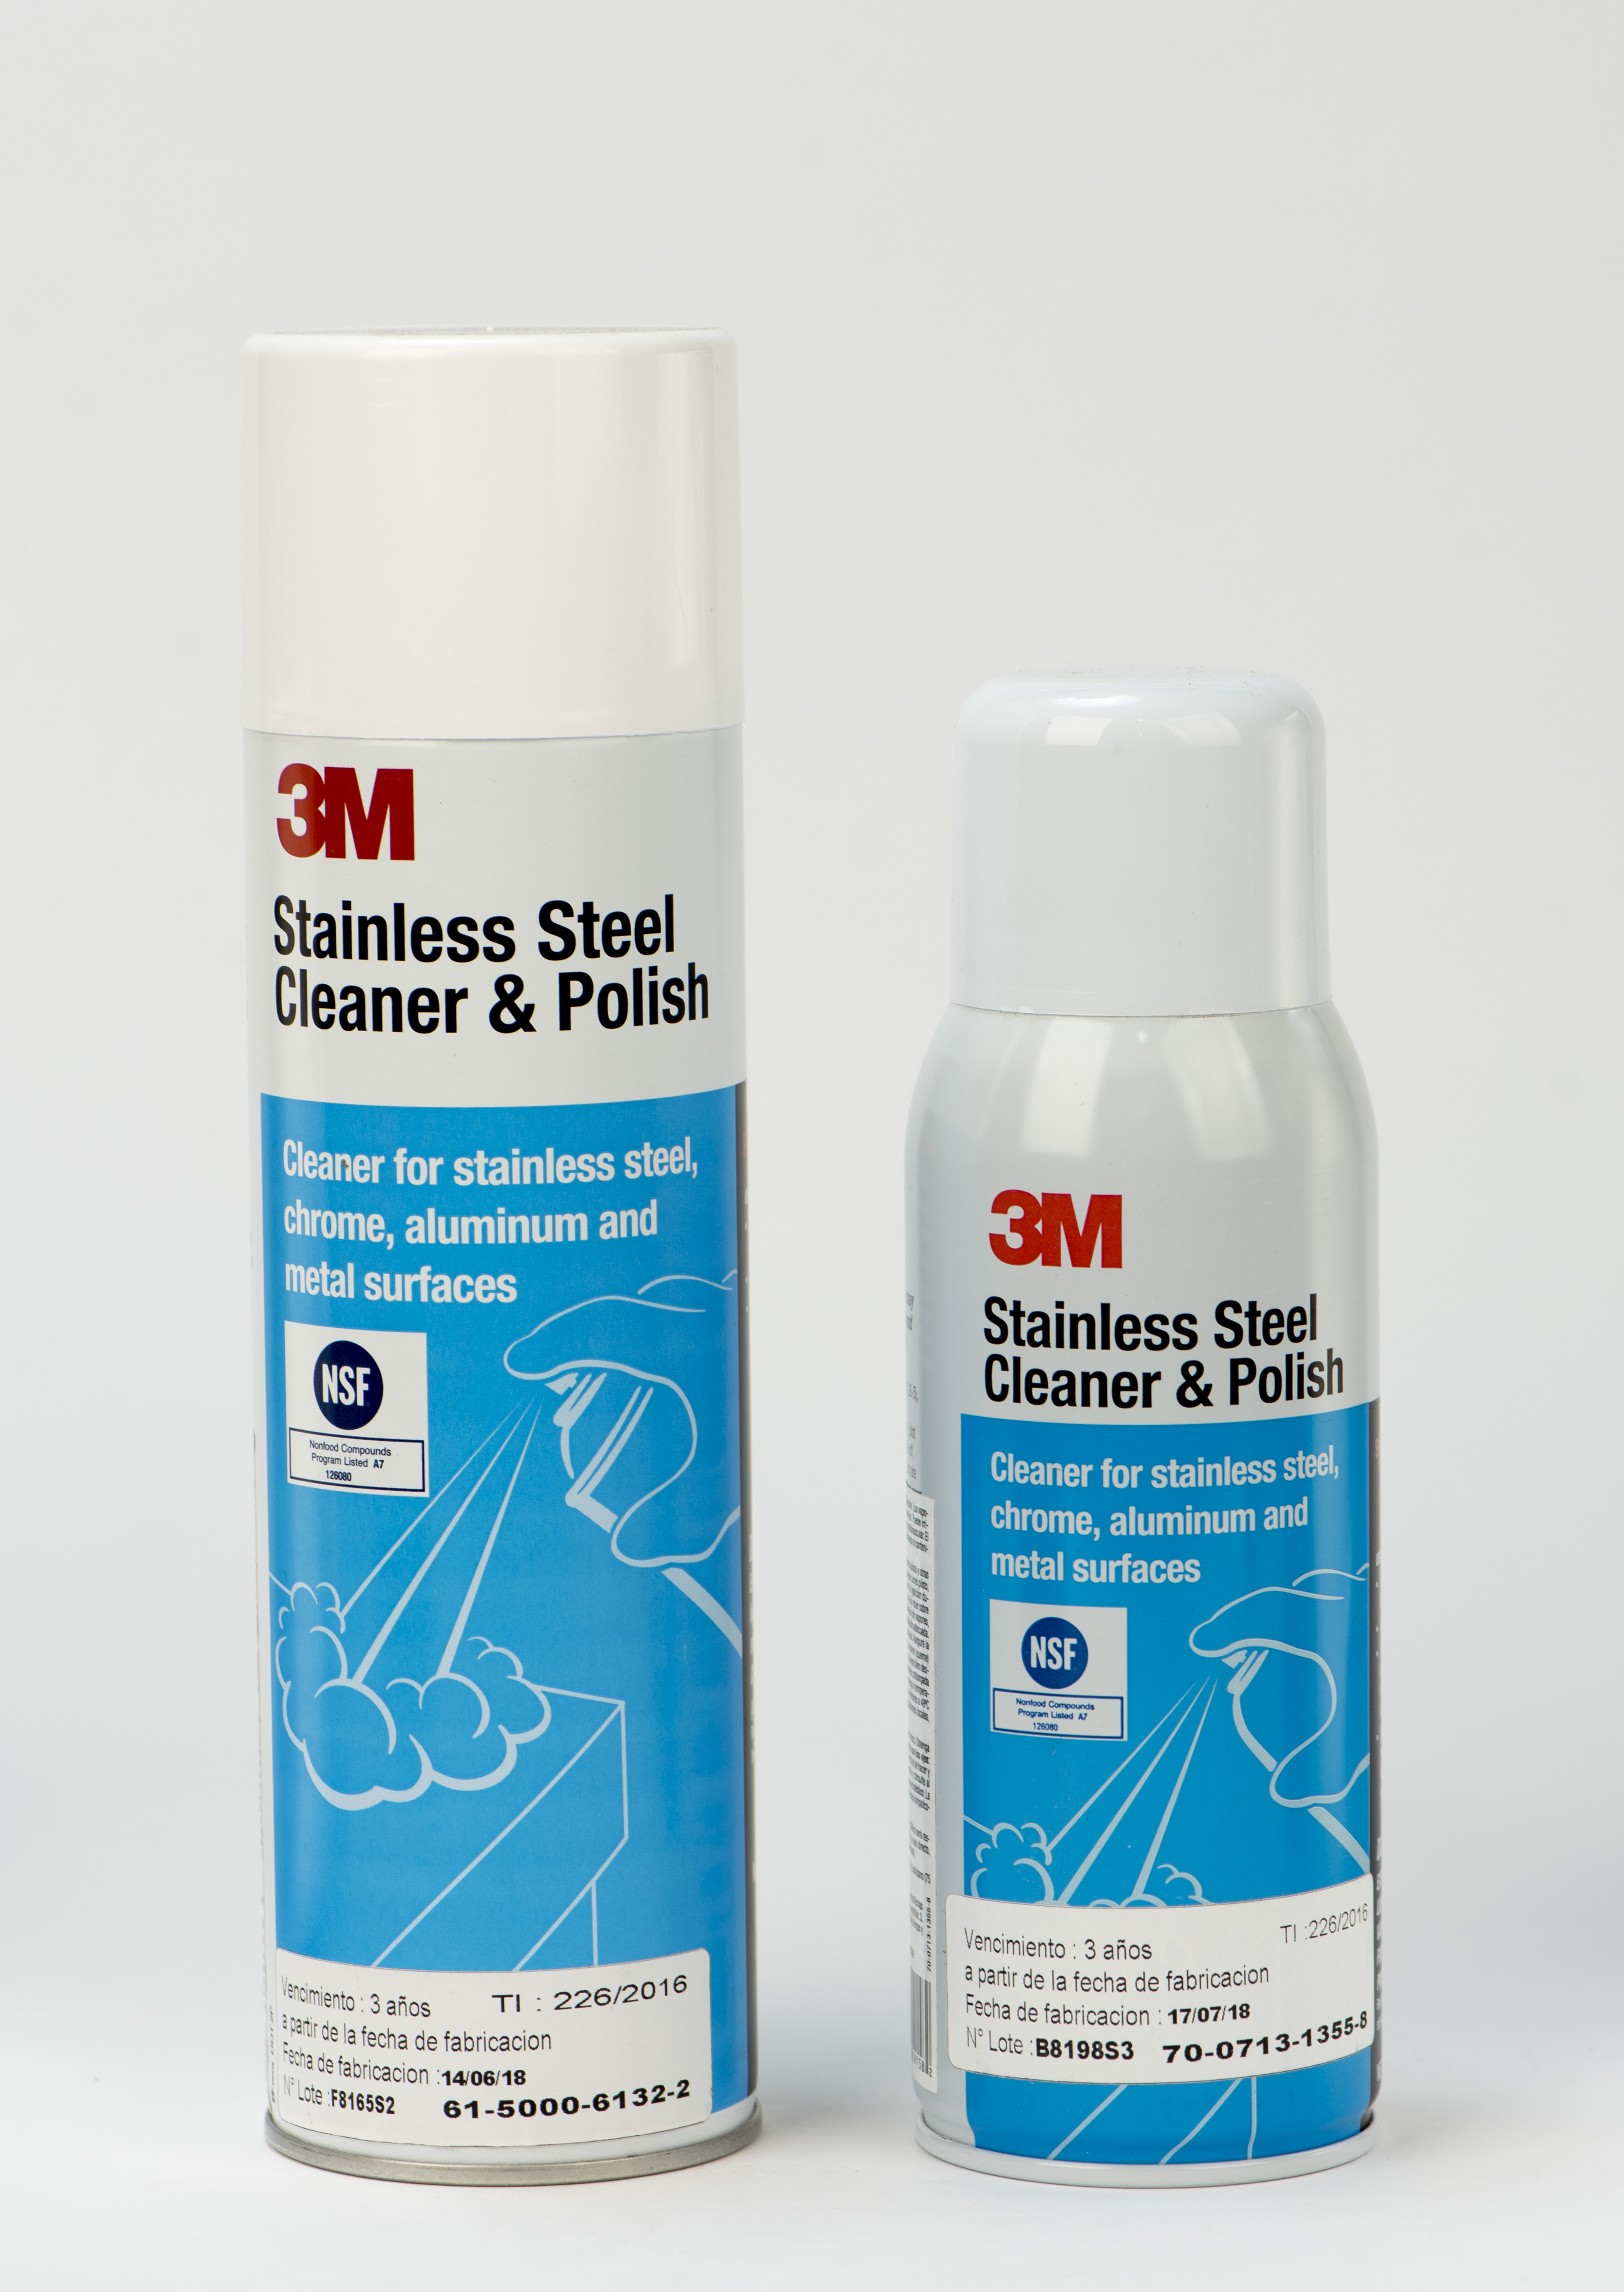 3M
Stainless Steel
Cleaner & Polish
Cleaner for stainless steel,
chrome, aluminum and
metal surfaces
NSF
Nonfood Compounds
Program Listed A7
126080
Vencimiento : 3 años TI : 226/2016
a partir de la fecha de fabricacion
Fecha de fabricacion : 14/06/18
N° Lote : F8165S2 61-5000-6132-2
3M
Stainless Steel
Cleaner & Polish
Cleaner for stainless steel,
chrome, aluminum and
metal surfaces
NSF
Nonfood Compounds
Program Listed A7
126080
Vencimiento : 3 años TI :226/2016
a partir de la fecha de fabricacion
Fecha de fabricacion : 17/07/18
N° Lote : B8198S3 70-0713-1355-8
70-0713-1355-8